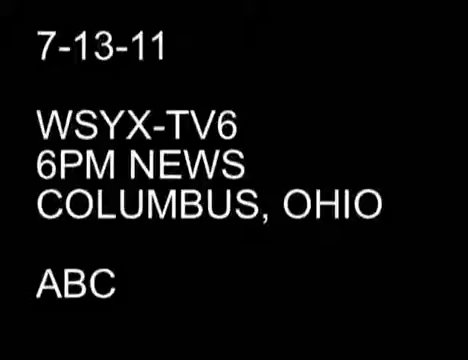 7-13-11
WSYX-TV6
6PM NEWS
COLUMBUS, OHIO
ABC